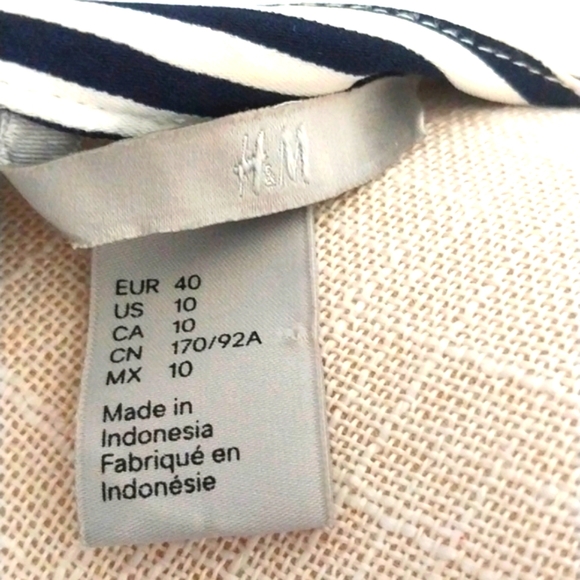 H&M
EUR 40
US 10
CA 10
CN 170/92A
MX 10
Made in
Indonesia
Fabriqué en
Indonésie